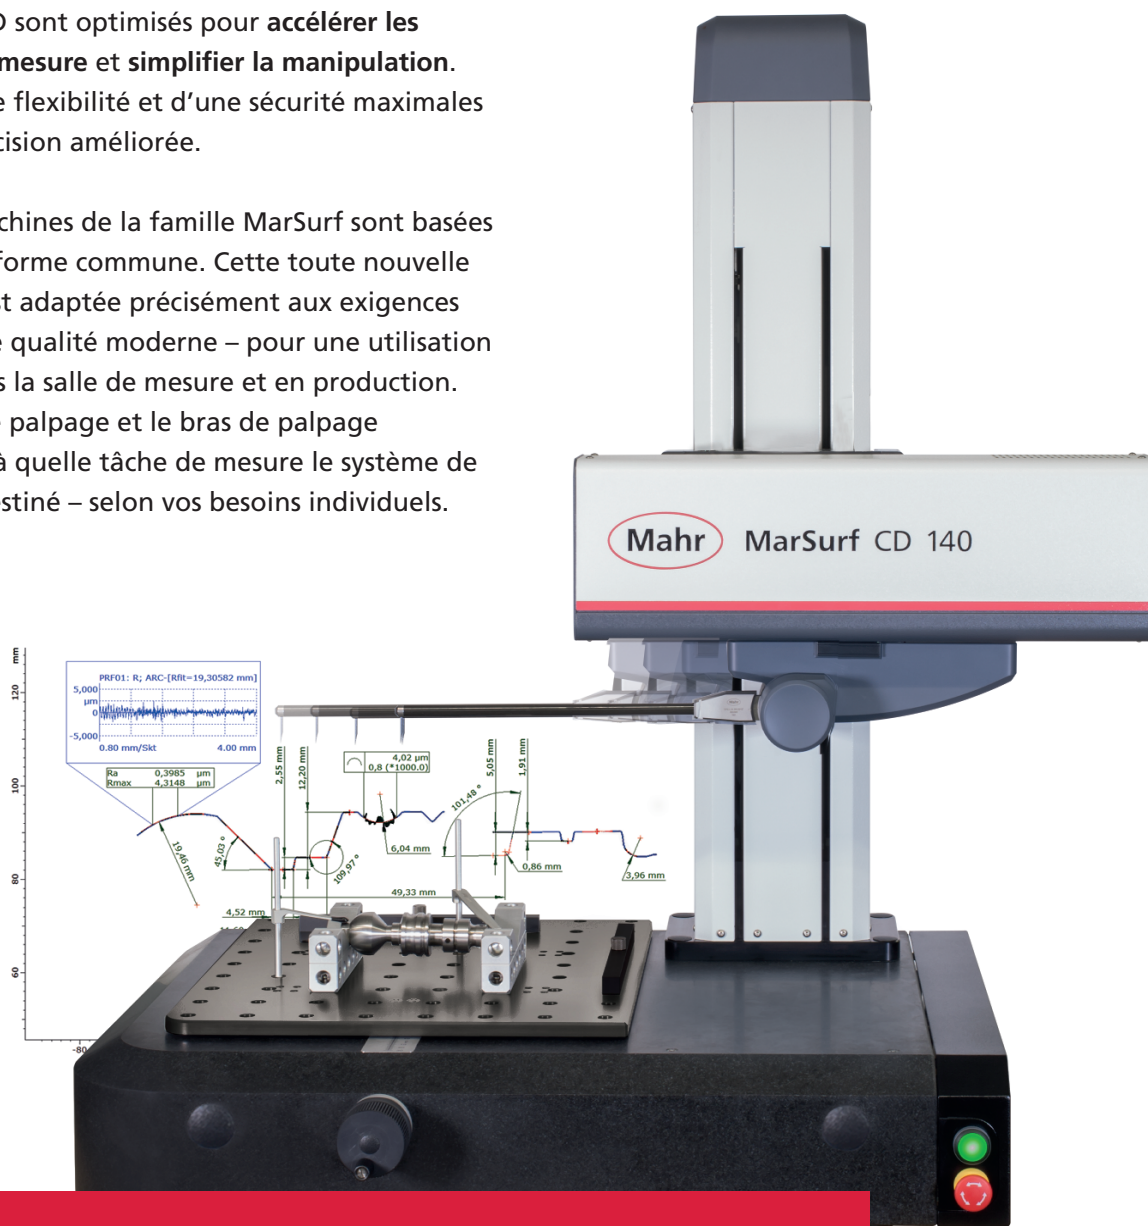 D sont optimisés pour accélérer les
mesure et simplifier la manipulation.
e flexibilité et d’une sécurité maximales
cision améliorée.
chines de la famille MarSurf sont basées
forme commune. Cette toute nouvelle
st adaptée précisément aux exigences
e qualité moderne – pour une utilisation
s la salle de mesure et en production.
e palpage et le bras de palpage
à quelle tâche de mesure le système de
estiné – selon vos besoins individuels.
Mahr MarSurf CD 140
Mahr
mm
120
100
80
60
-80
PRF01: R; ARC-[Rfit=19,30582 mm]
5,000
µm
0
-5,000
0.80 mm/Skt 4.00 mm
Ra 0,3985 µm
Rmax 4,3148 µm
2,55 mm
12,20 mm
4,02 µm
0,8 (*1000.0)
5,05 mm
1,91 mm
101,48 °
19,46 mm
45,03 °
109,97 °
6,04 mm
0,86 mm
3,96 mm
49,33 mm
4,52 mm